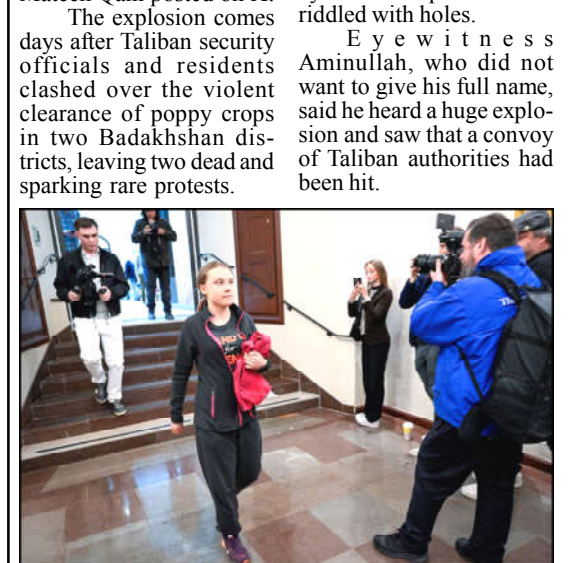 The explosion comes
days after Taliban security
officials and residents
clashed over the violent
clearance of poppy crops
in two Badakhshan dis-
tricts, leaving two dead and
sparking rare protests.
riddled with holes.
Eyewitness
Aminullah, who did not
want to give his full name,
said he heard a huge explo-
sion and saw that a convoy
of Taliban authorities had
been hit.